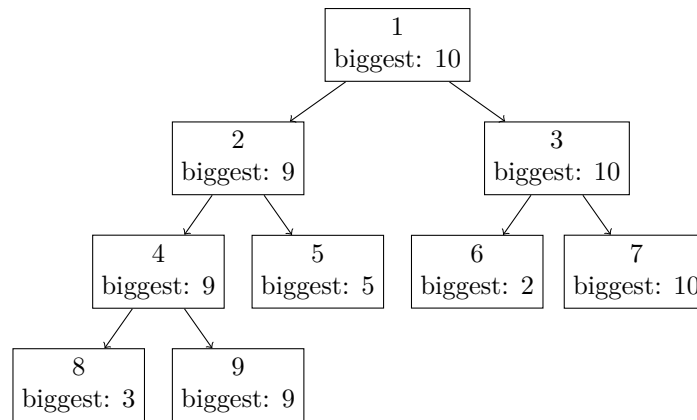 1
biggest: 10
2
biggest: 9
3
biggest: 10
4
biggest: 9
5
biggest: 5
6
biggest: 2
7
biggest: 10
8
biggest: 3
9
biggest: 9